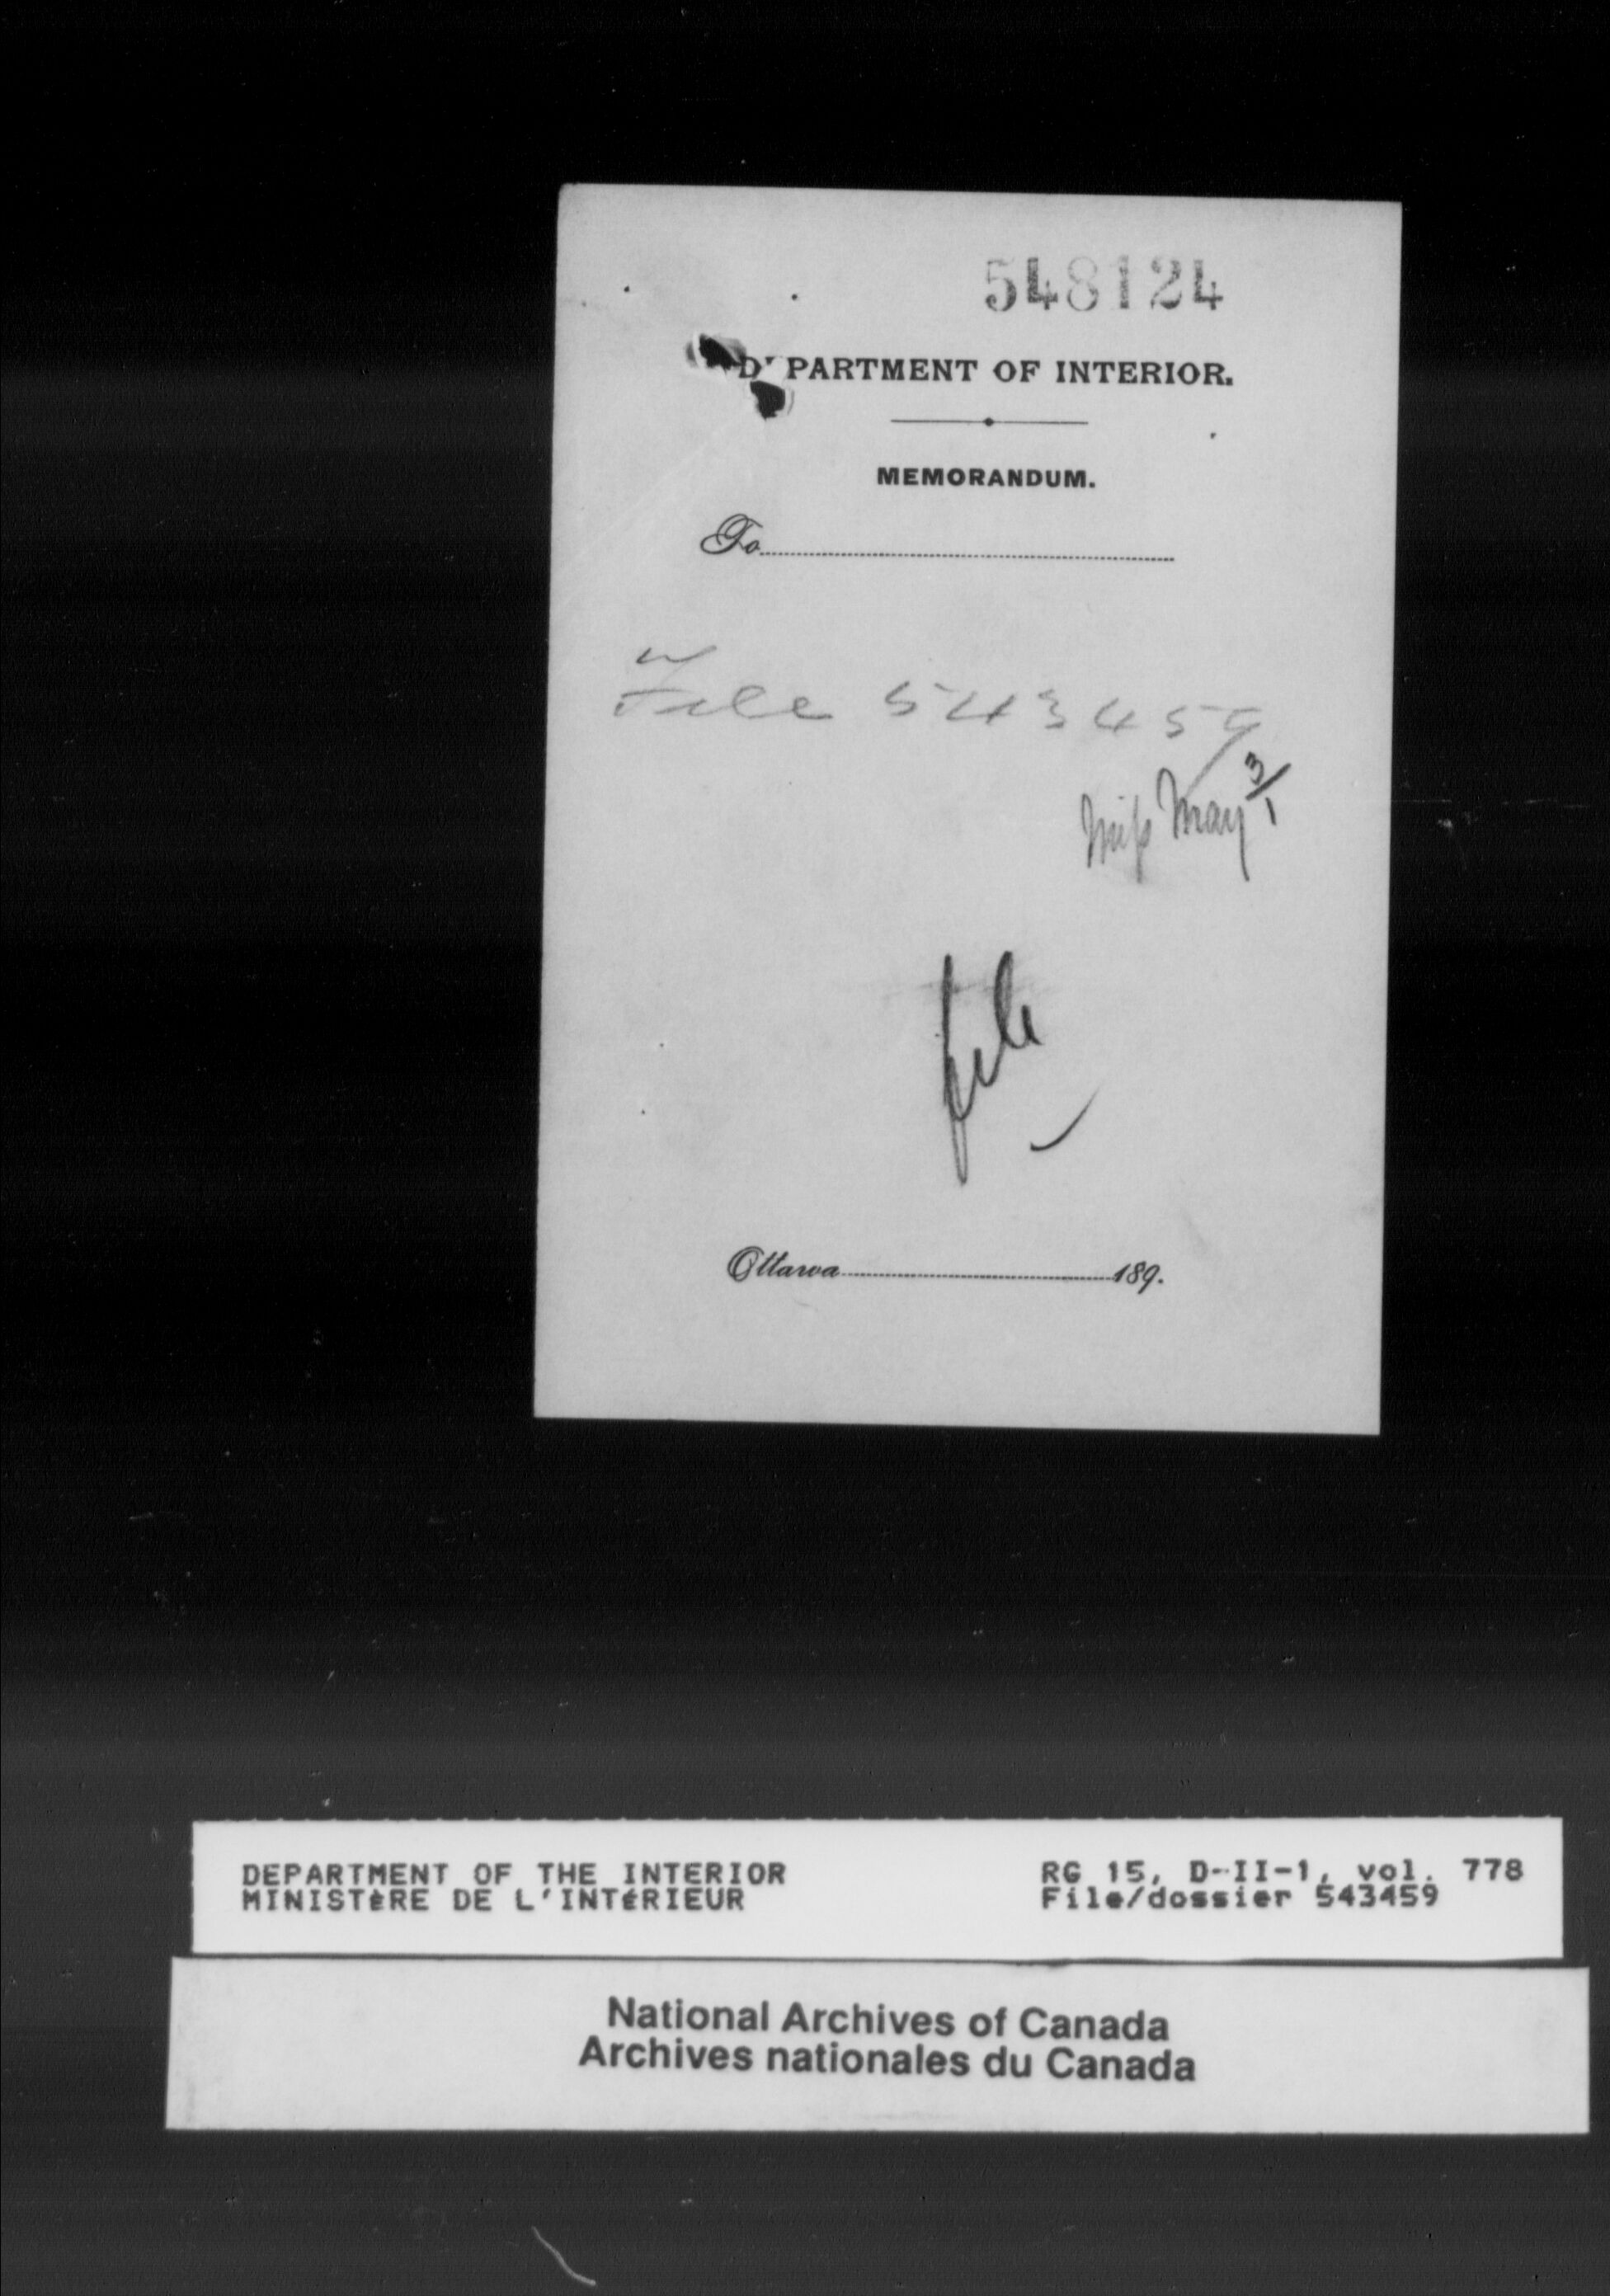 548124
DEPARTMENT OF INTERIOR.
MEMORANDUM.
To
File 543459
Miss May 3/1
file
Ottawa 189.
DEPARTMENT OF THE INTERIOR
MINISTÈRE DE L'INTÉRIEUR
RG 15, D-II-1, vol. 778
File/dossier 543459
National Archives of Canada
Archives nationales du Canada